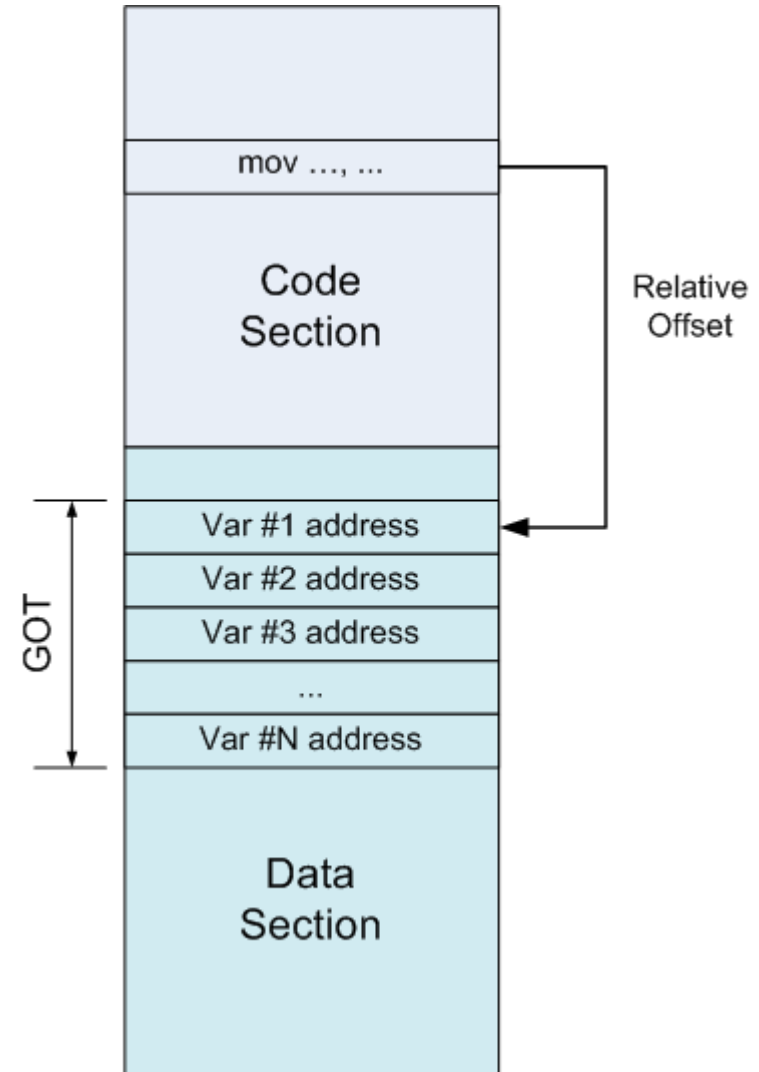 mov ..., ...
Code
Section
Relative
Offset
GOT
Var #1 address
Var #2 address
Var #3 address
...
Var #N address
Data
Section